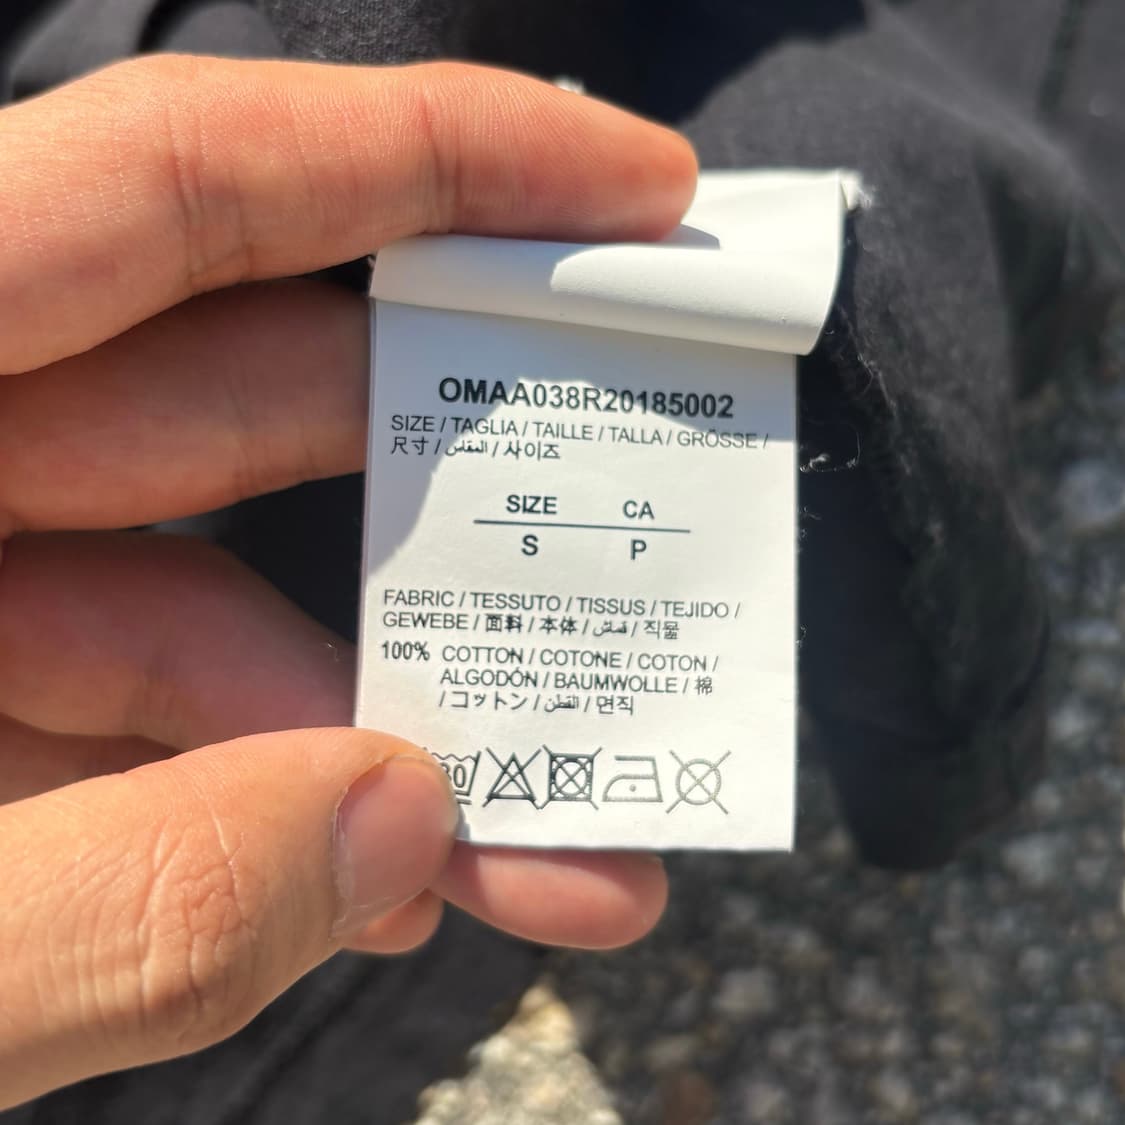 OMAA038R20185002
SIZE / TAGLIA / TAILLE / TALLA / GRÖSSE /
尺寸 / المقاس / 사이즈
SIZE CA
S P
FABRIC / TESSUTO / TISSUS / TEJIDO /
GEWEBE / 面料 / 本体 / قماش / 직물
100% COTTON / COTONE / COTON /
ALGODÓN / BAUMWOLLE / 棉
/ コットン / القطن / 면직
30